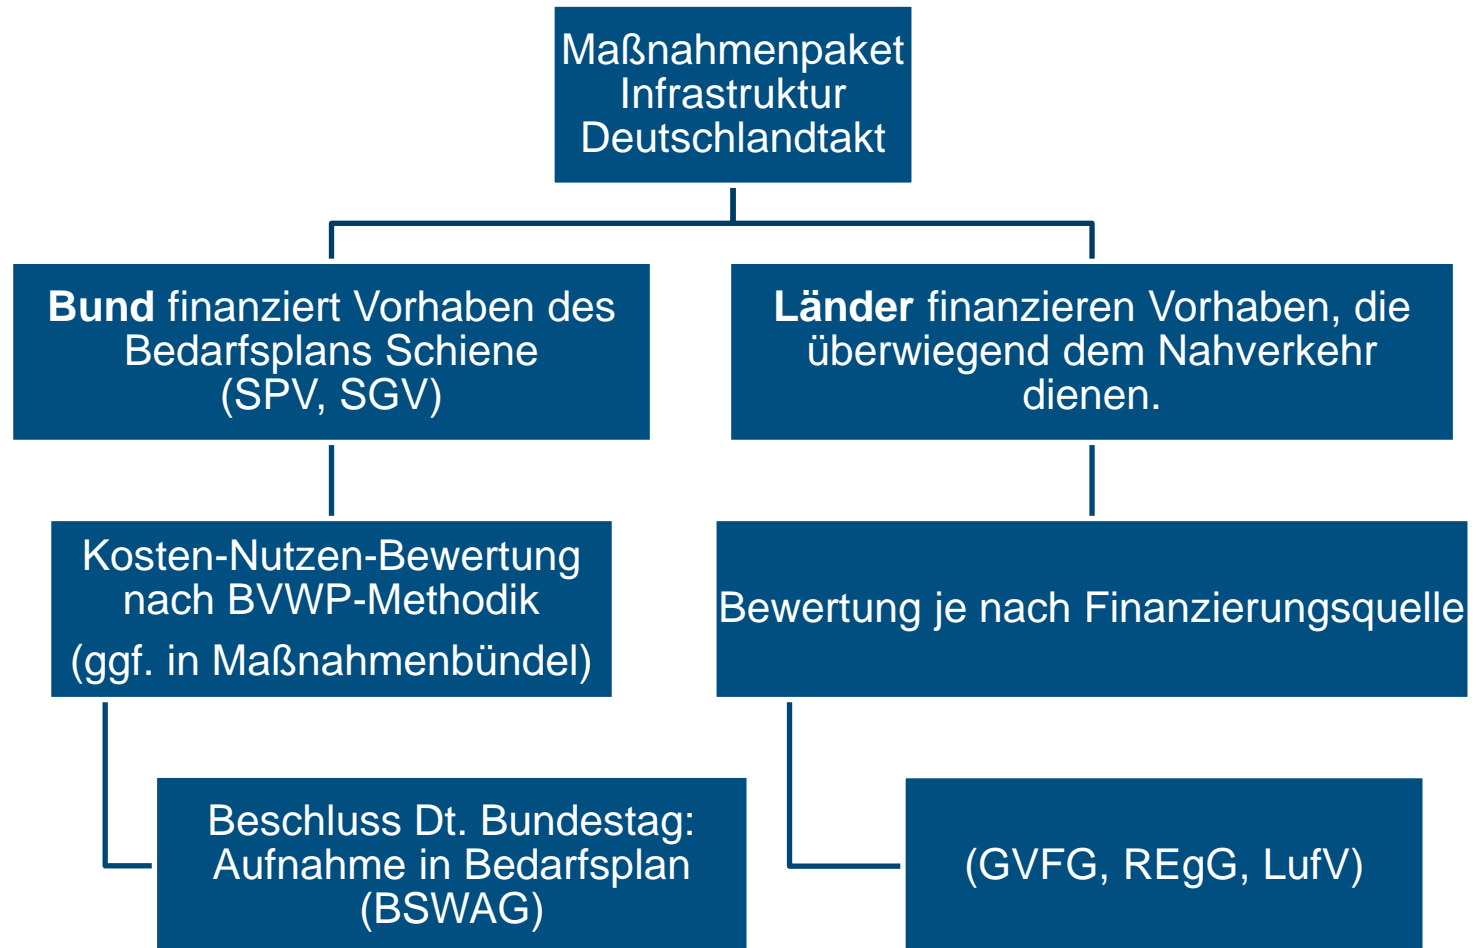 Maßnahmenpaket
Infrastruktur
Deutschlandtakt
Bund finanziert Vorhaben des
Bedarfsplans Schiene
(SPV, SGV)
Länder finanzieren Vorhaben, die
überwiegend dem Nahverkehr
dienen.
Kosten-Nutzen-Bewertung
nach BVWP-Methodik
(ggf. in Maßnahmenbündel)
Bewertung je nach Finanzierungsquelle
Beschluss Dt. Bundestag:
Aufnahme in Bedarfsplan
(BSWAG)
(GVFG, REgG, LufV)